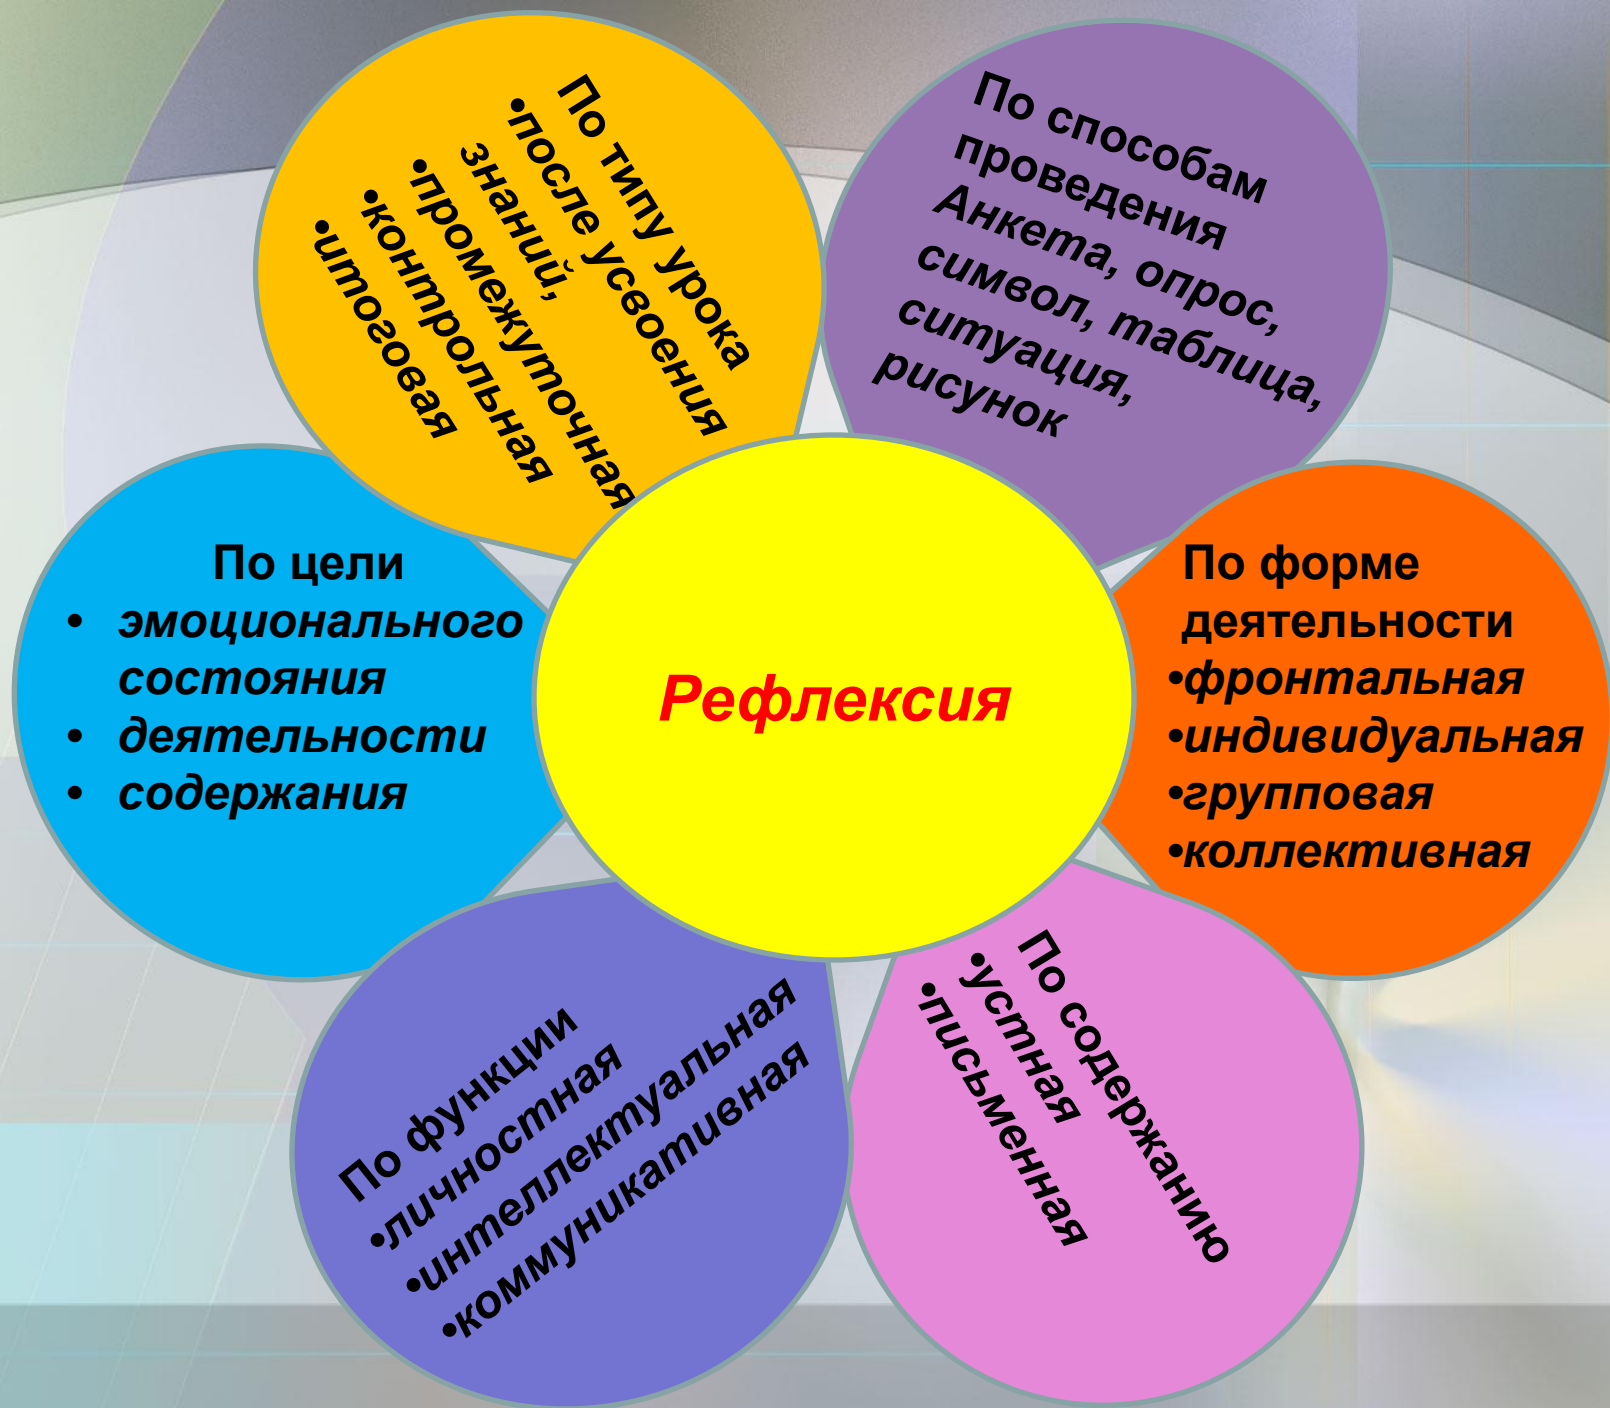 По типу урока
•после усвоения
знаний,
•промежуточная
•контрольная
•итоговая
По способам
проведения
Анкета, опрос,
символ, таблица,
ситуация,
рисунок
По цели
• эмоционального
состояния
• деятельности
• содержания
Рефлексия
По форме
деятельности
•фронтальная
•индивидуальная
•групповая
•коллективная
По функции
•личностная
•интеллектуальная
•коммуникативная
По содержанию
•устная
•письменная